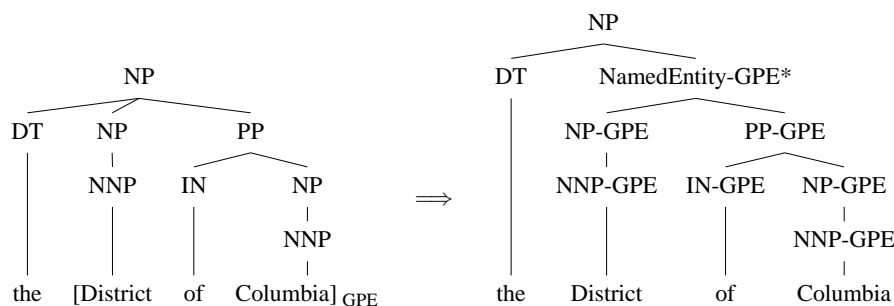 NP
DT NamedEntity-GPE*
NP
DT NP PP
NP-GPE PP-GPE
NNP IN NP
NNP-GPE IN-GPE NP-GPE
⟹
NNP
NNP-GPE
the [District of Columbia] GPE
the District of Columbia